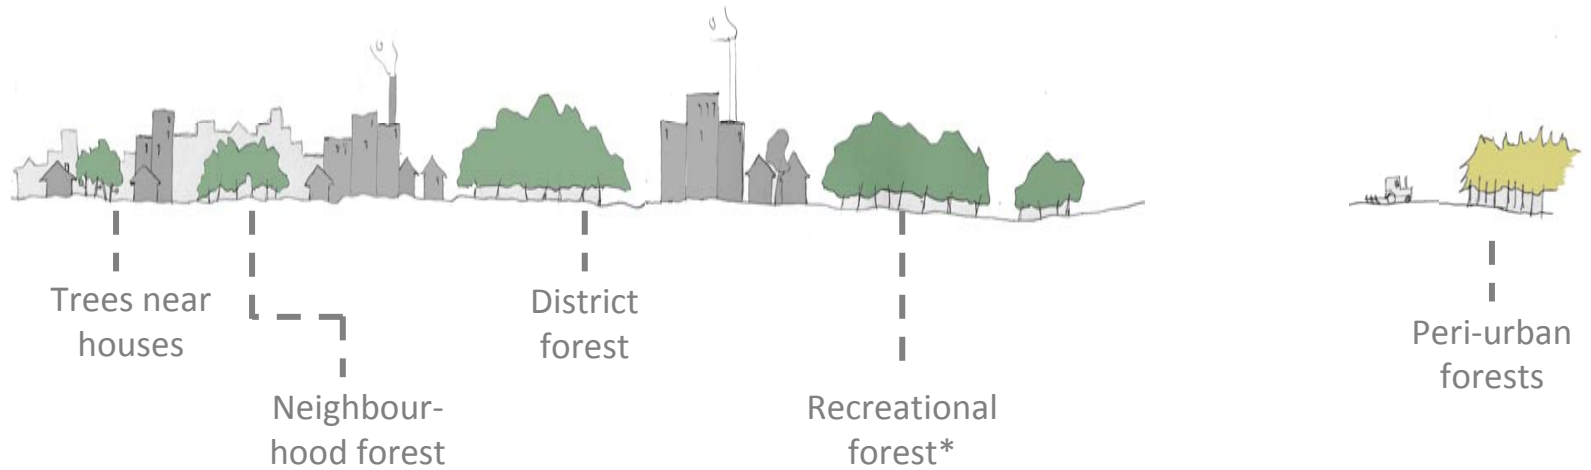 Trees near
houses
Neighbour-
hood forest
District
forest
Recreational
forest*
Peri-urban
forests